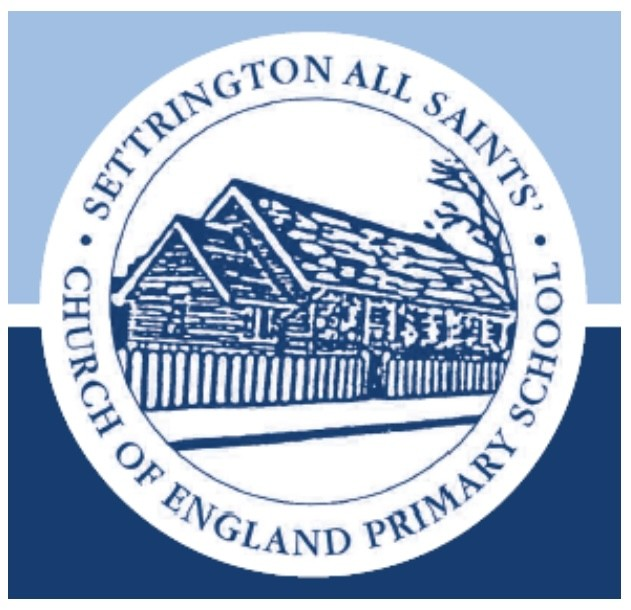 SETTRINGTON ALL SAINTS'
CHURCH OF ENGLAND PRIMARY SCHOOL